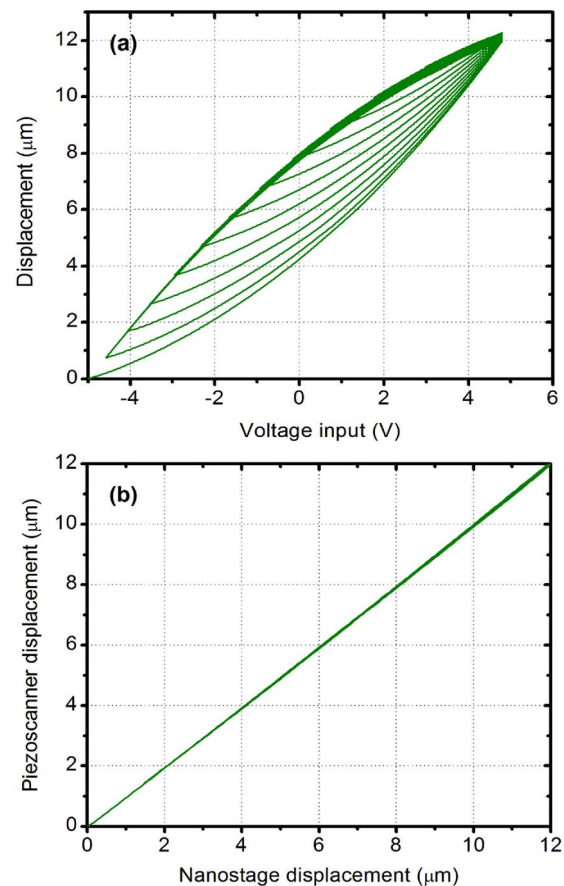 (a)
12
10
8
6
4
2
0
Displacement (μm)
-4 -2 0 2 4 6
Voltage input (V)
(b)
12
10
8
6
4
2
0
Piezoscanner displacement (μm)
0 2 4 6 8 10 12
Nanostage displacement (μm)